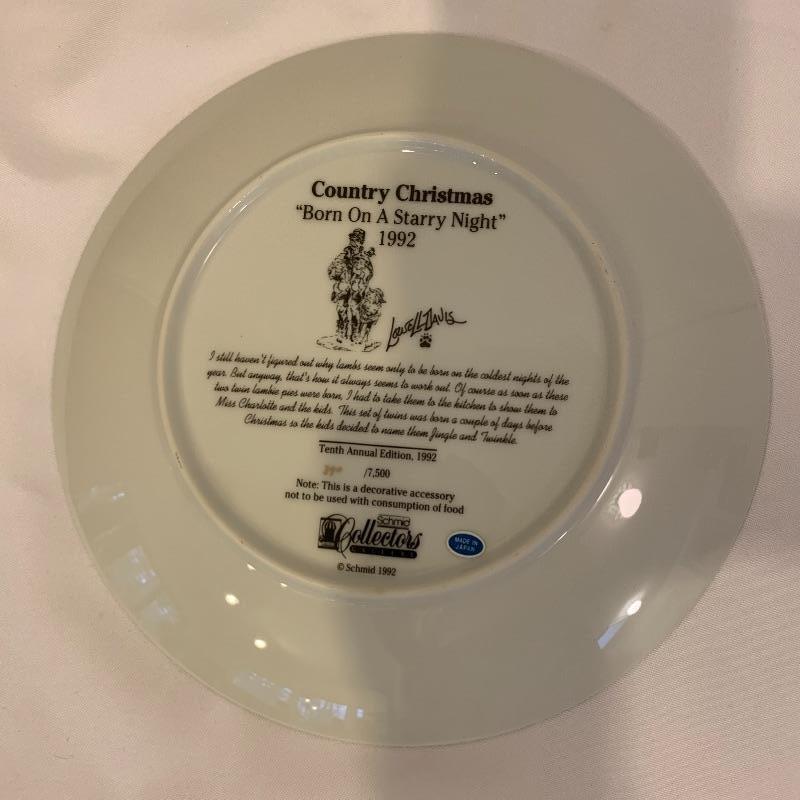 Country Christmas
“Born On A Starry Night”
1992
Lowell Davis
I still haven't figured out why lambs seem only to be born on the coldest nights of the
year. But anyway, that's how it always seems to work out. Of course as soon as these
two twin lambie pies were born, I had to take them to the kitchen to show them to
Miss Charlotte and the kids. This set of twins was born a couple of days before
Christmas so the kids decided to name them Jingle and Twinkle.
Tenth Annual Edition, 1992
/7,500
Note: This is a decorative accessory
not to be used with consumption of food
Schmid
Collectors
MADE IN
JAPAN
© Schmid 1992